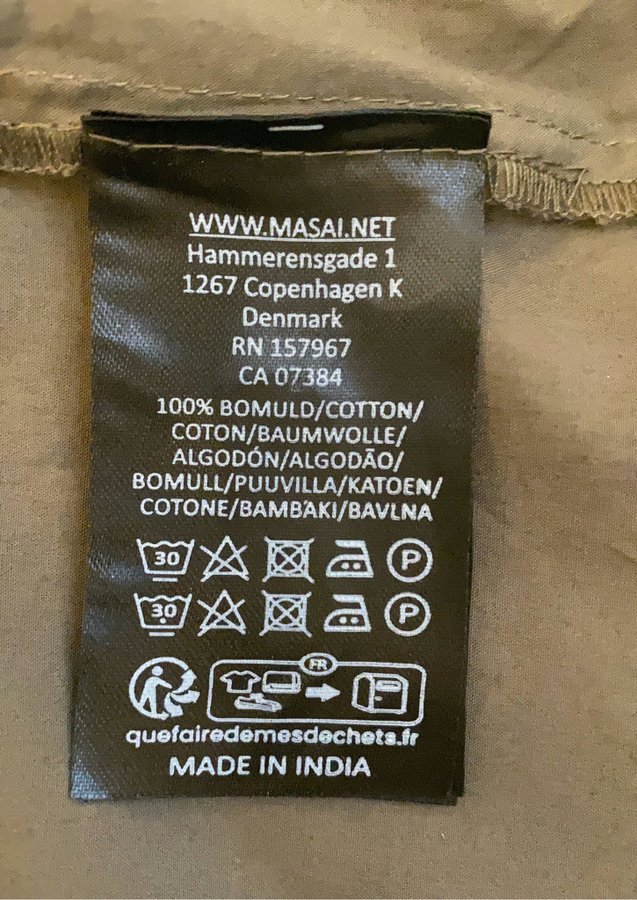 WWW.MASAI.NET
Hammerensgade 1
1267 Copenhagen K
Denmark
RN 157967
CA 07384
100% BOMULD/COTTON/
COTON/BAUMWOLLE/
ALGODÓN/ALGODÃO/
BOMULL/PUUVILLA/KATOEN/
COTONE/BAMBAKI/BAVLNA
30 P
30 P
FR
quefairedemesdechets.fr
MADE IN INDIA